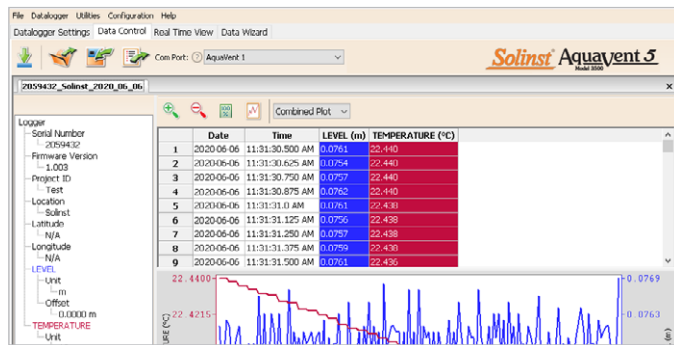 File Datalogger Utilities Configuration Help
Datalogger Settings Data Control Real Time View Data Wizard
Com Port: ? AquaVent 1
Solinst Aquavent 5
Model 3500
2059432_Solinst_2020_06_06 x
Combined Plot
Logger
Serial Number
2059432
Firmware Version
1.003
Project ID
Test
Location
Solinst
Latitude
N/A
Longitude
N/A
LEVEL
Unit
m
Offset
0.0000 m
TEMPERATURE
Unit
Date Time LEVEL (m) TEMPERATURE (°C)
1 2020-06-06 11:31:30.500 AM 0.0761 22.440
2 2020-06-06 11:31:30.625 AM 0.0754 22.440
3 2020-06-06 11:31:30.750 AM 0.0757 22.440
4 2020-06-06 11:31:30.875 AM 0.0762 22.440
5 2020-06-06 11:31:31.0 AM 0.0761 22.438
6 2020-06-06 11:31:31.125 AM 0.0756 22.438
7 2020-06-06 11:31:31.250 AM 0.0757 22.438
8 2020-06-06 11:31:31.375 AM 0.0759 22.438
9 2020-06-06 11:31:31.500 AM 0.0761 22.436
22.4400 0.0769
22.4215 0.0763
URE (°C)
(m)